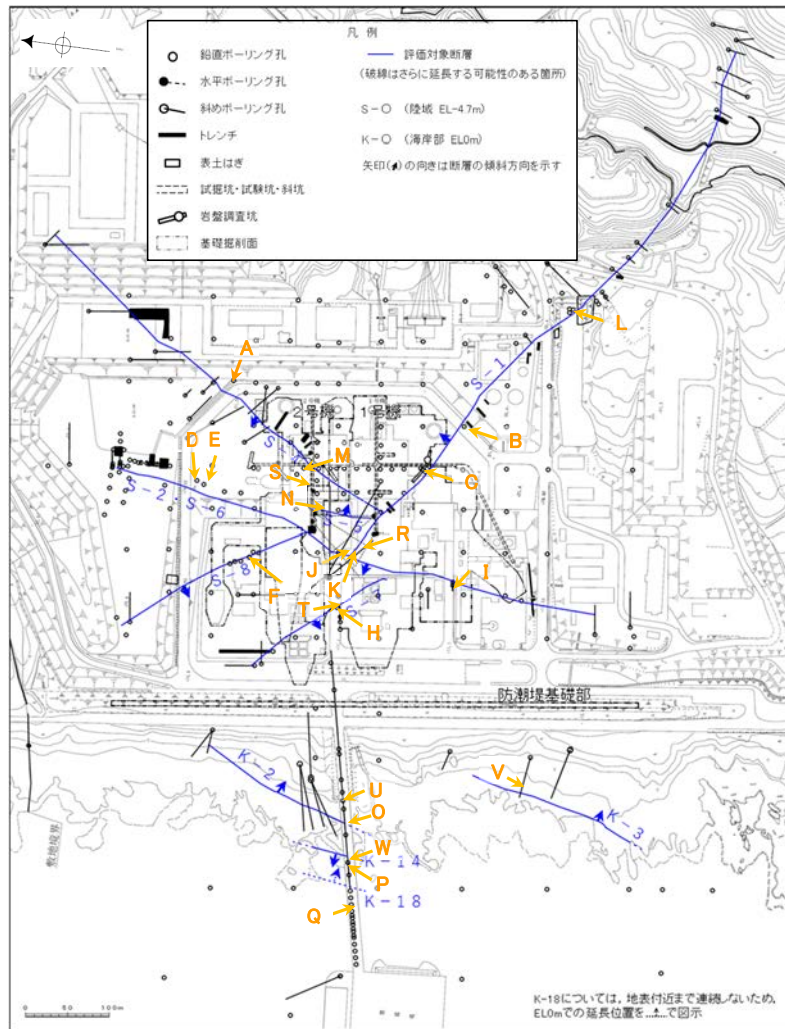 凡例
鉛直ボーリング孔
水平ボーリング孔
斜めボーリング孔
トレンチ
表土はぎ
試掘坑・試験坑・斜坑
岩盤調査坑
基礎掘削面
評価対象断層
(破線はさらに延長する可能性のある箇所)
S-○ (陸域 EL-4.7m)
K-○ (海岸部 EL0m)
矢印( )の向きは断層の傾斜方向を示す
L
A
S-1
2号機
1号機
B
S-4
D
E
M
S
G
S-2・S-6
N
S-5
R
J
K
I
S-8
F
T
H
防潮堤基礎部
K-2
V
U
O
K-3
敷地境界
W
K-14
P
K-18
Q
0 50 100m
K-18については,地表付近まで連続しないため,
EL0mでの延長位置を........で図示